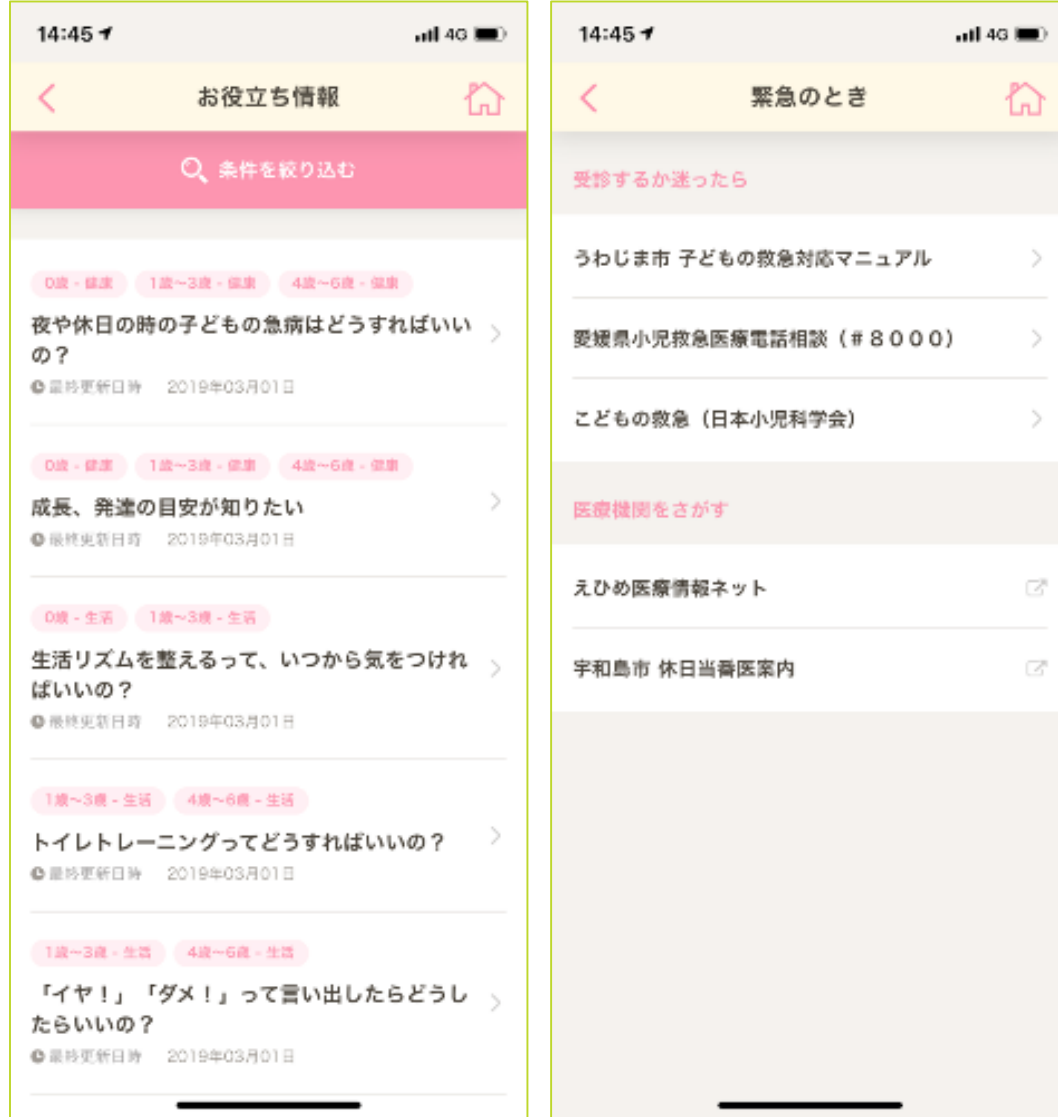 14:45
4G
お役立ち情報
条件を絞り込む
0歳 - 健康 1歳〜3歳 - 健康 4歳〜6歳 - 健康
夜や休日の時の子どもの急病はどうすればいい
の？
最終更新日時 2019年03月01日
0歳 - 健康 1歳〜3歳 - 健康 4歳〜6歳 - 健康
成長、発達の目安が知りたい
最終更新日時 2019年03月01日
0歳 - 生活 1歳〜3歳 - 生活
生活リズムを整えるって、いつから気をつけれ
ばいいの？
最終更新日時 2019年03月01日
1歳〜3歳 - 生活 4歳〜6歳 - 生活
トイレトレーニングってどうすればいいの？
最終更新日時 2019年03月01日
1歳〜3歳 - 生活 4歳〜6歳 - 生活
「イヤ！」「ダメ！」って言い出したらどうし
たらいいの？
最終更新日時 2019年03月01日
14:45
4G
緊急のとき
受診するか迷ったら
うわじま市 子どもの救急対応マニュアル
愛媛県小児救急医療電話相談（＃８０００）
こどもの救急（日本小児科学会）
医療機関をさがす
えひめ医療情報ネット
宇和島市 休日当番医案内